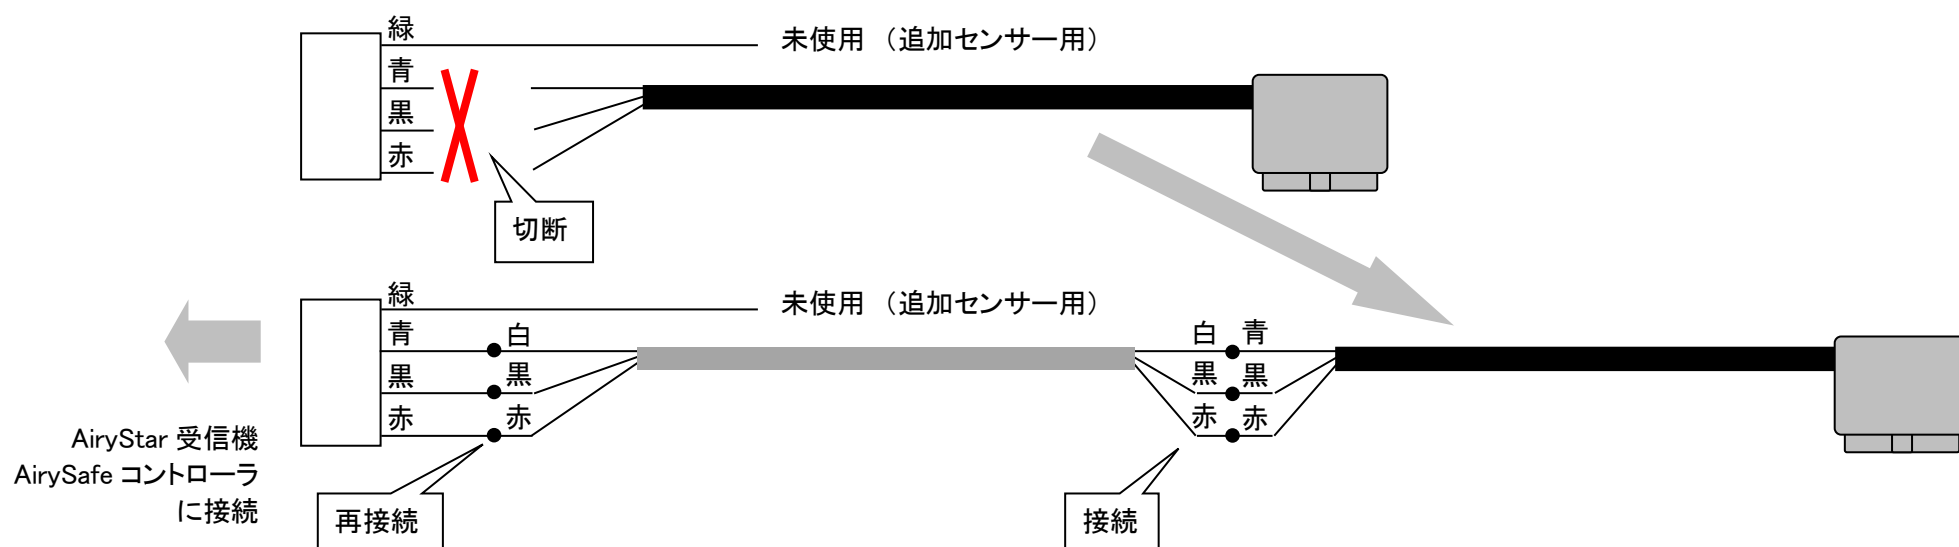 緑
未使用 （追加センサー用）
青
黒
赤
切断
緑
未使用 （追加センサー用）
青 白 白 青
黒 黒 黒 黒
赤 赤 赤 赤
AiryStar 受信機
AirySafe コントローラ
に接続
再接続
接続